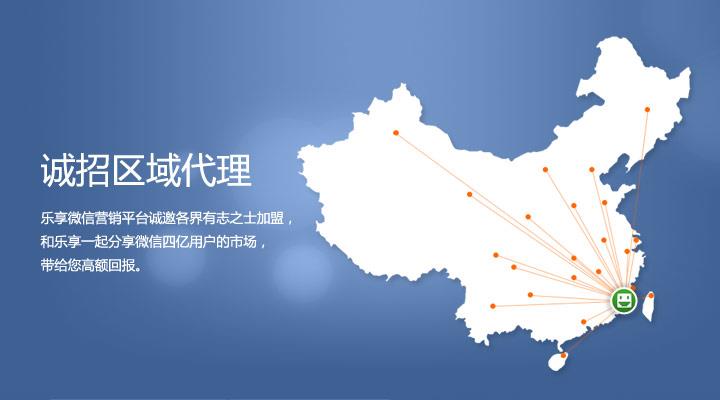 诚招区域代理
乐享微信营销平台诚邀各界有志之士加盟，
和乐享一起分享微信四亿用户的市场，
带给您高额回报。